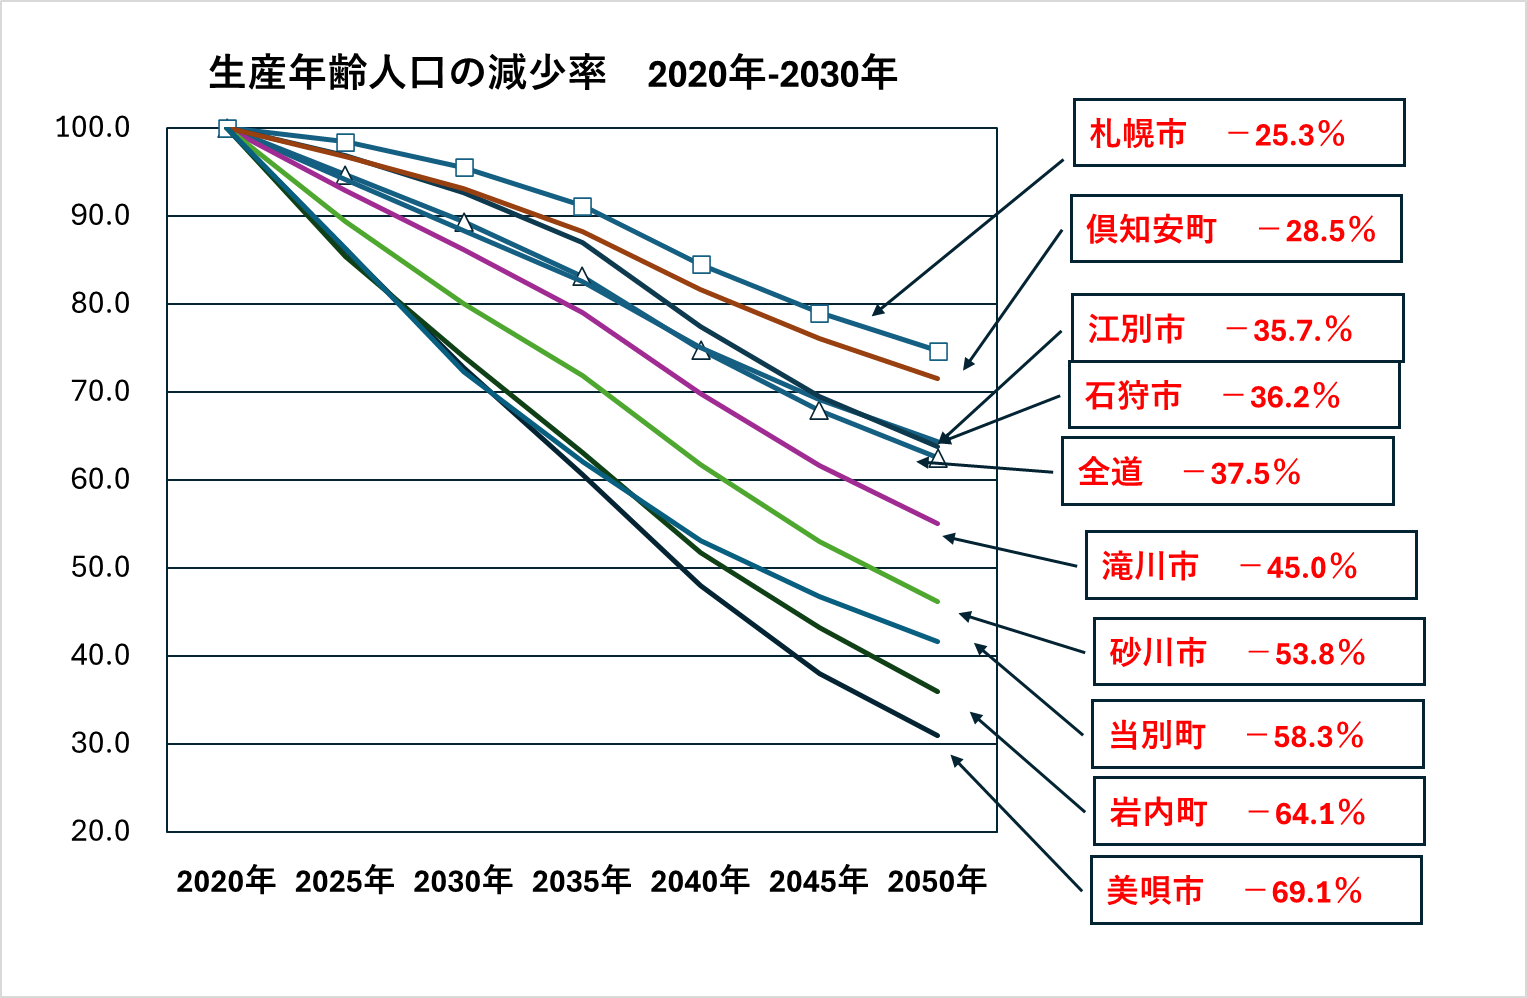 生産年齢人口の減少率　2020年-2030年
100.0
90.0
80.0
70.0
60.0
50.0
40.0
30.0
20.0
2020年 2025年 2030年 2035年 2040年 2045年 2050年
札幌市　－25.3％
倶知安町　－28.5％
江別市　－35.7.％
石狩市　－36.2％
全道　－37.5％
滝川市　－45.0％
砂川市　－53.8％
当別町　－58.3％
岩内町　－64.1％
美唄市　－69.1％